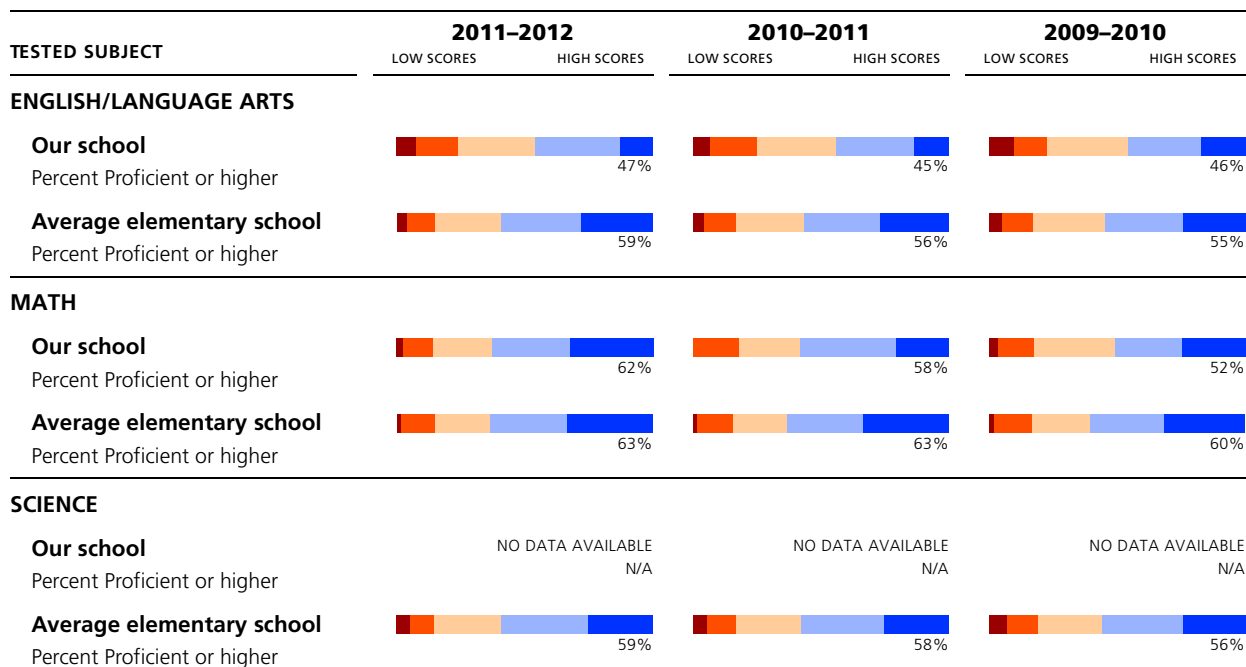 2011–2012 2010–2011 2009–2010
TESTED SUBJECT LOW SCORES HIGH SCORES LOW SCORES HIGH SCORES LOW SCORES HIGH SCORES
ENGLISH/LANGUAGE ARTS
Our school
47% 45% 46%
Percent Proficient or higher
Average elementary school
59% 56% 55%
Percent Proficient or higher
MATH
Our school
62% 58% 52%
Percent Proficient or higher
Average elementary school
63% 63% 60%
Percent Proficient or higher
SCIENCE
Our school NO DATA AVAILABLE NO DATA AVAILABLE NO DATA AVAILABLE
N/A N/A N/A
Percent Proficient or higher
Average elementary school
59% 58% 56%
Percent Proficient or higher